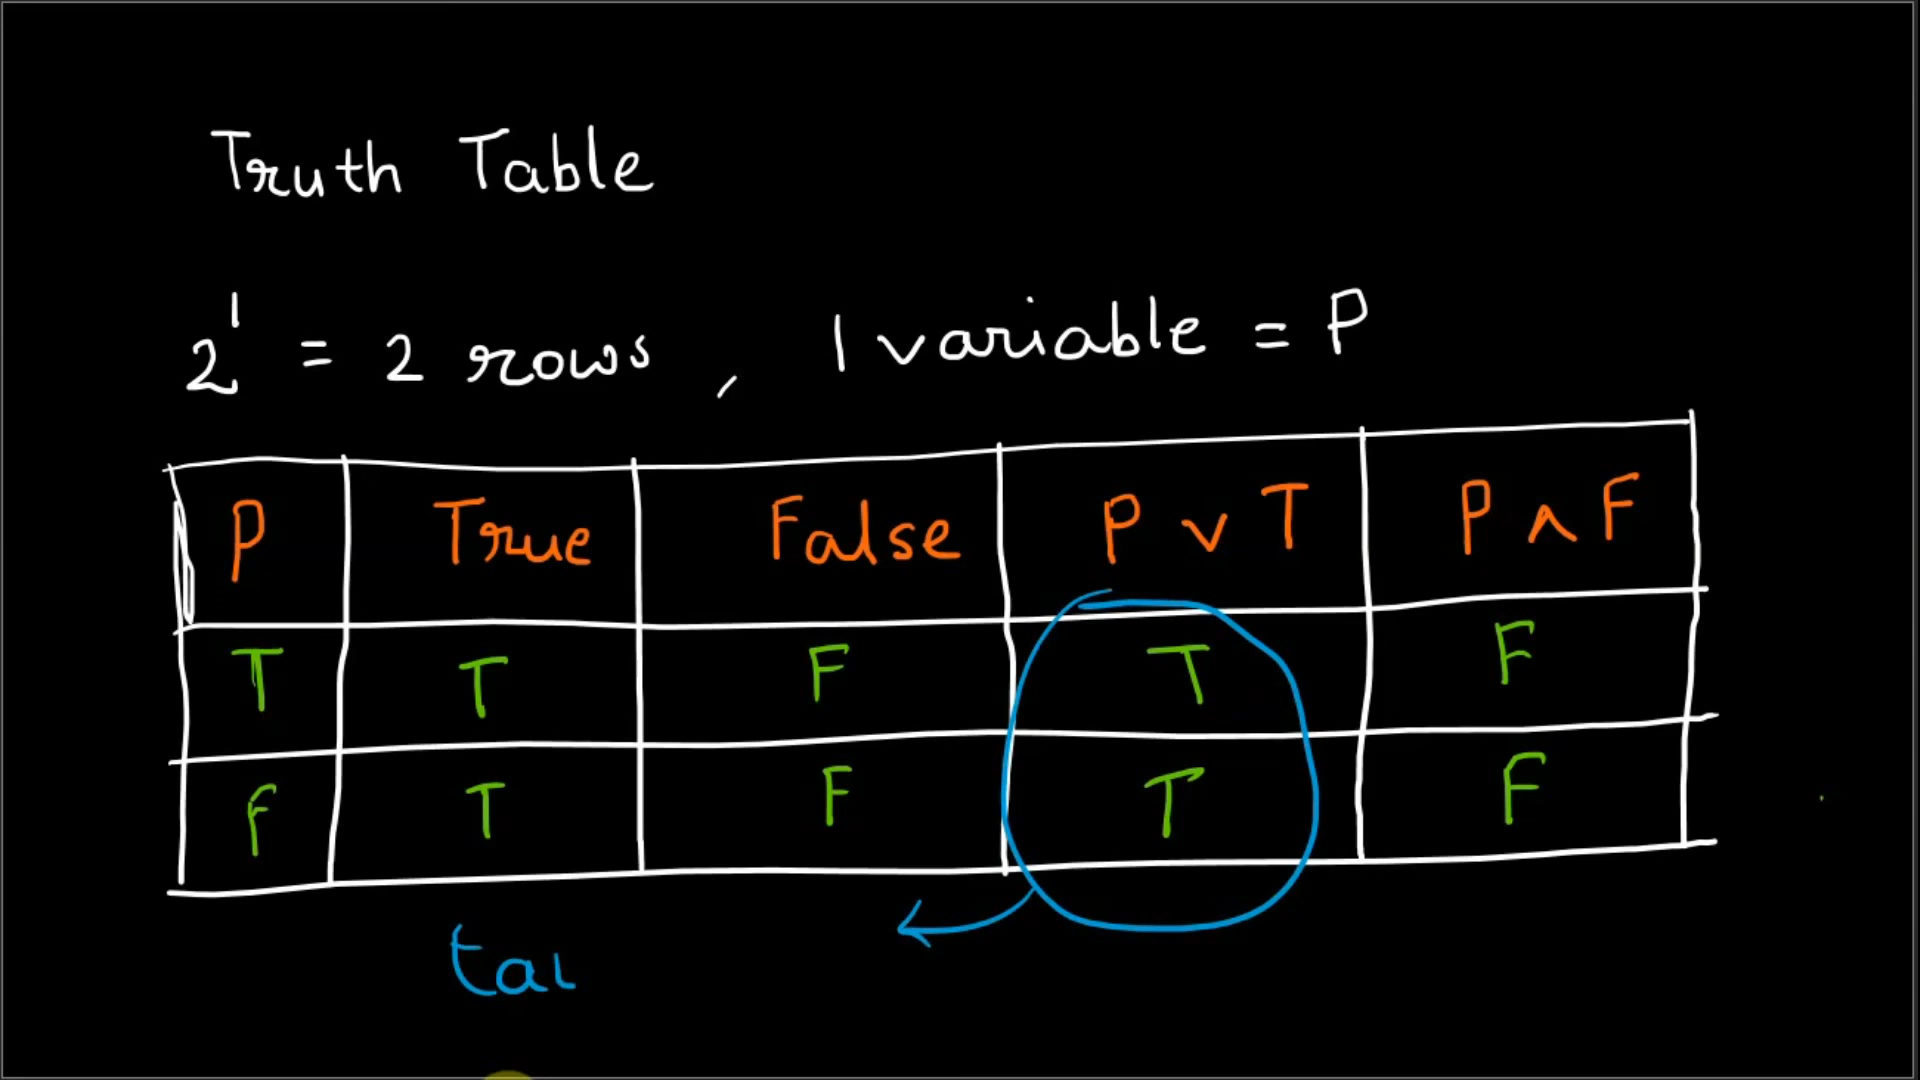 Truth Table
2¹ = 2 rows , 1 variable = P
P True False P ∨ T P ∧ F
T T F T F
F T F T F
tau